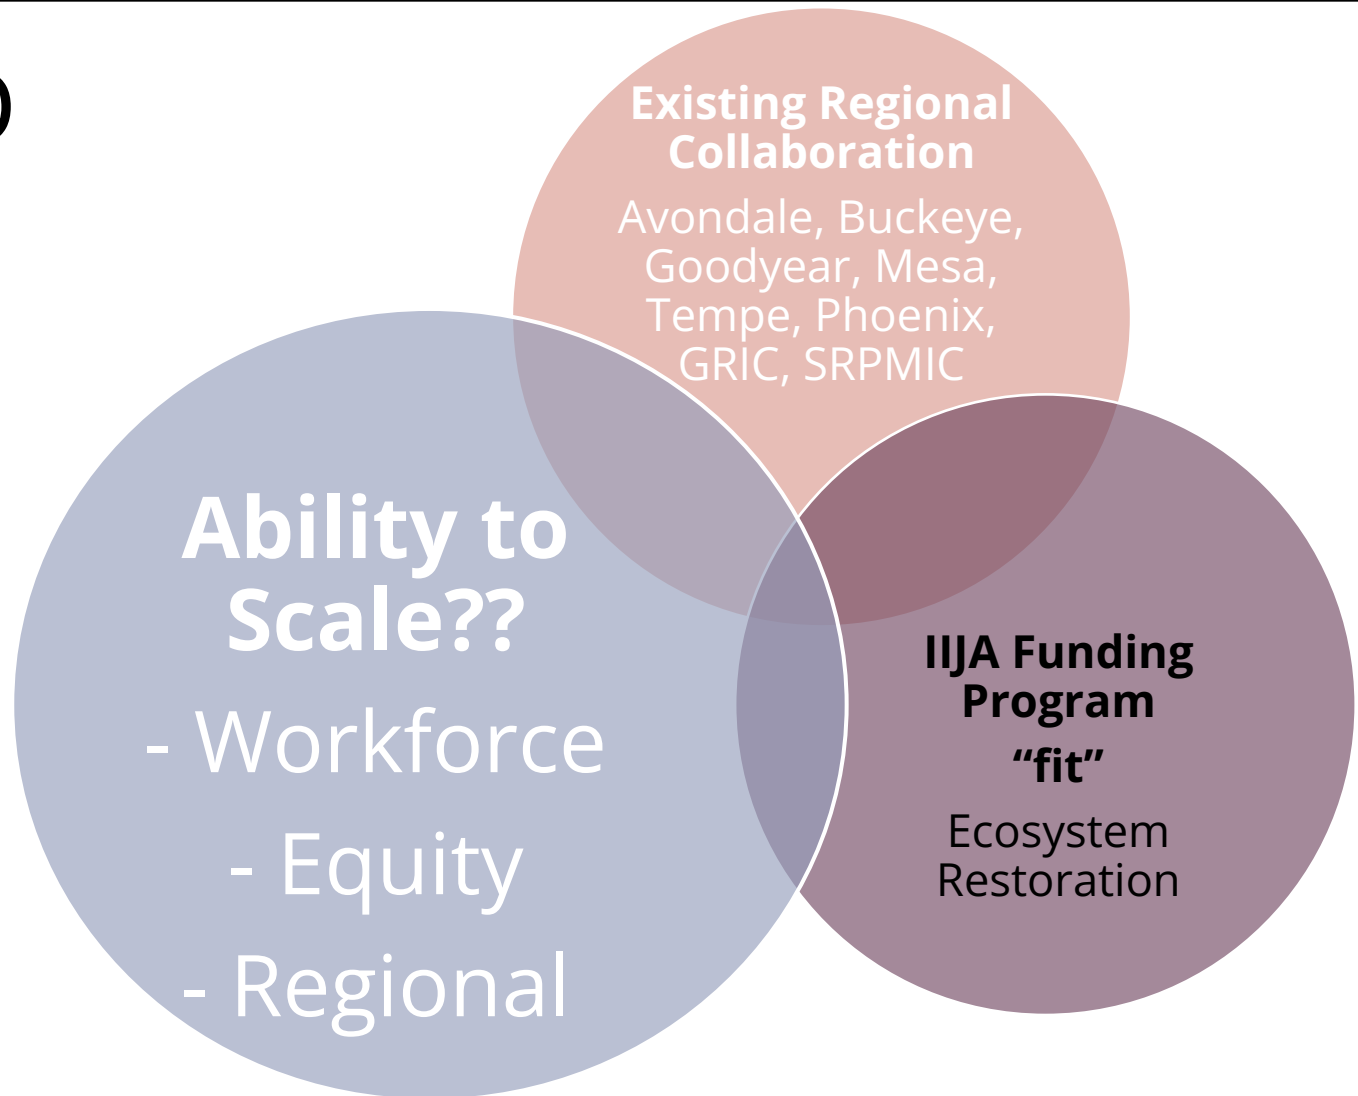 Existing Regional
Collaboration
Avondale, Buckeye,
Goodyear, Mesa,
Tempe, Phoenix,
GRIC, SRPMIC
Ability to
Scale??
- Workforce
- Equity
- Regional
IIJA Funding
Program
“fit”
Ecosystem
Restoration